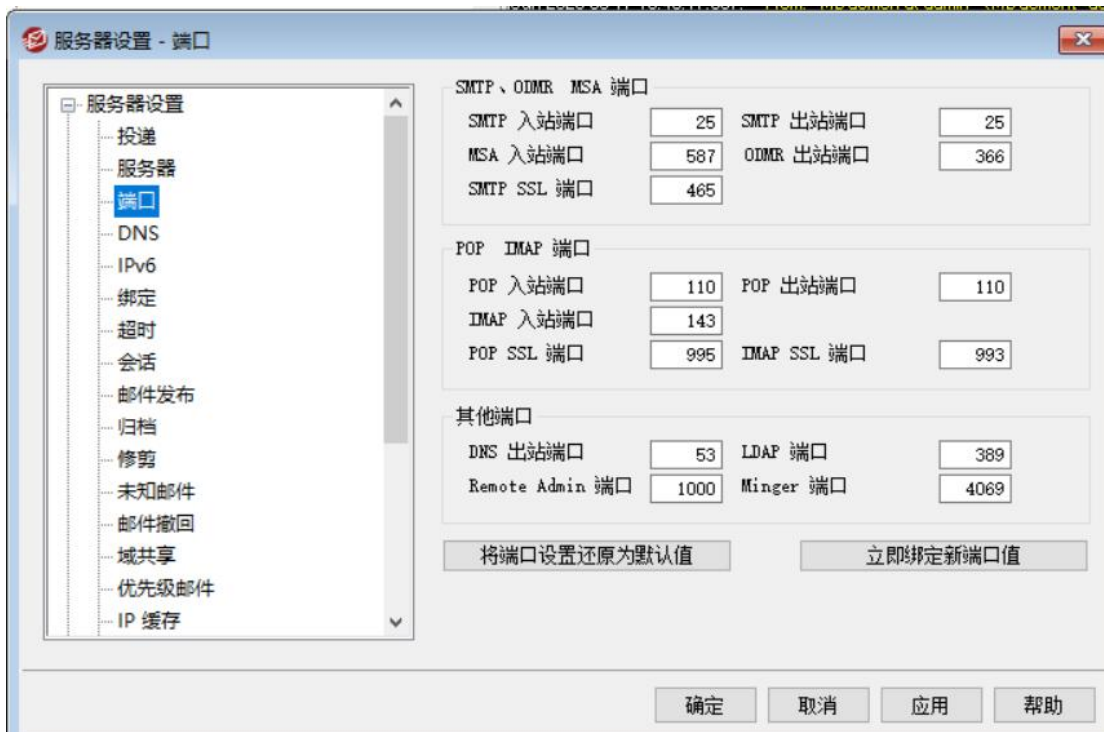 服务器设置 - 端口
服务器设置
投递
服务器
端口
DNS
IPv6
绑定
超时
会话
邮件发布
归档
修剪
未知邮件
邮件撤回
域共享
优先级邮件
IP 缓存
SMTP、ODMR MSA 端口
SMTP 入站端口 25 SMTP 出站端口 25
MSA 入站端口 587 ODMR 出站端口 366
SMTP SSL 端口 465
POP IMAP 端口
POP 入站端口 110 POP 出站端口 110
IMAP 入站端口 143
POP SSL 端口 995 IMAP SSL 端口 993
其他端口
DNS 出站端口 53 LDAP 端口 389
Remote Admin 端口 1000 Minger 端口 4069
将端口设置还原为默认值 立即绑定新端口值
确定 取消 应用 帮助